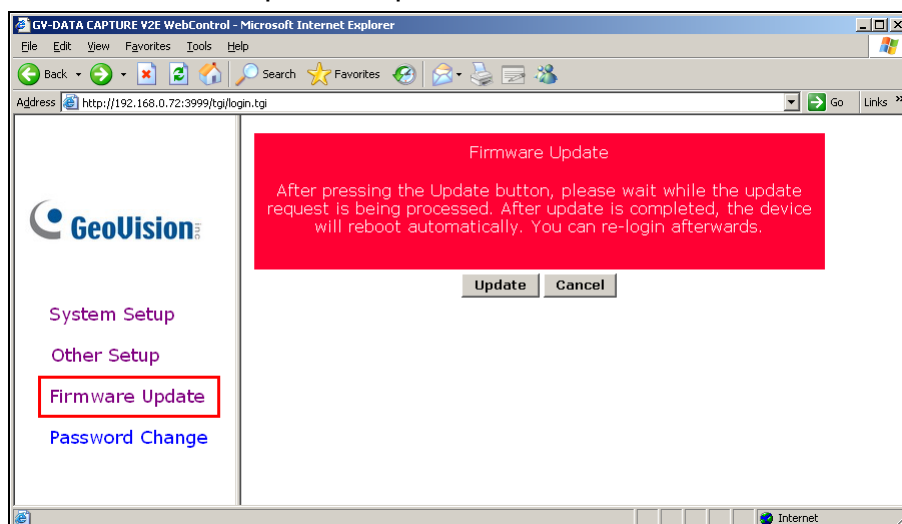 GV-DATA CAPTURE V2E WebControl - Microsoft Internet Explorer
File Edit View Favorites Tools Help
Back Search Favorites
Address http://192.168.0.72:3999/tgi/login.tgi Go Links »
GeoVision
System Setup
Other Setup
Firmware Update
Password Change
Firmware Update
After pressing the Update button, please wait while the update
request is being processed. After update is completed, the device
will reboot automatically. You can re-login afterwards.
Update Cancel
Internet